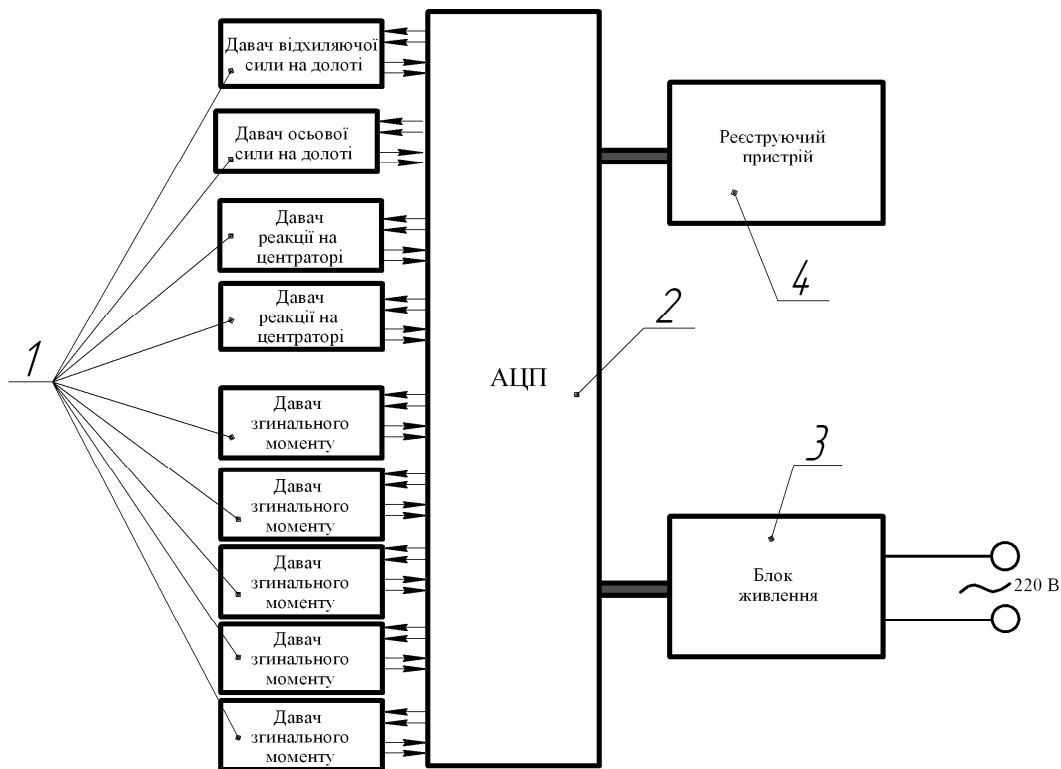 Давач відхиляючої
сили на долоті
Давач осьової
сили на долоті
Давач
реакції на
центраторі
Давач
реакції на
центраторі
1
Давач
згинального
моменту
Давач
згинального
моменту
Давач
згинального
моменту
Давач
згинального
моменту
Давач
згинального
моменту
АЦП
2
Реєструючий
пристрій
4
3
Блок
живлення
220 В